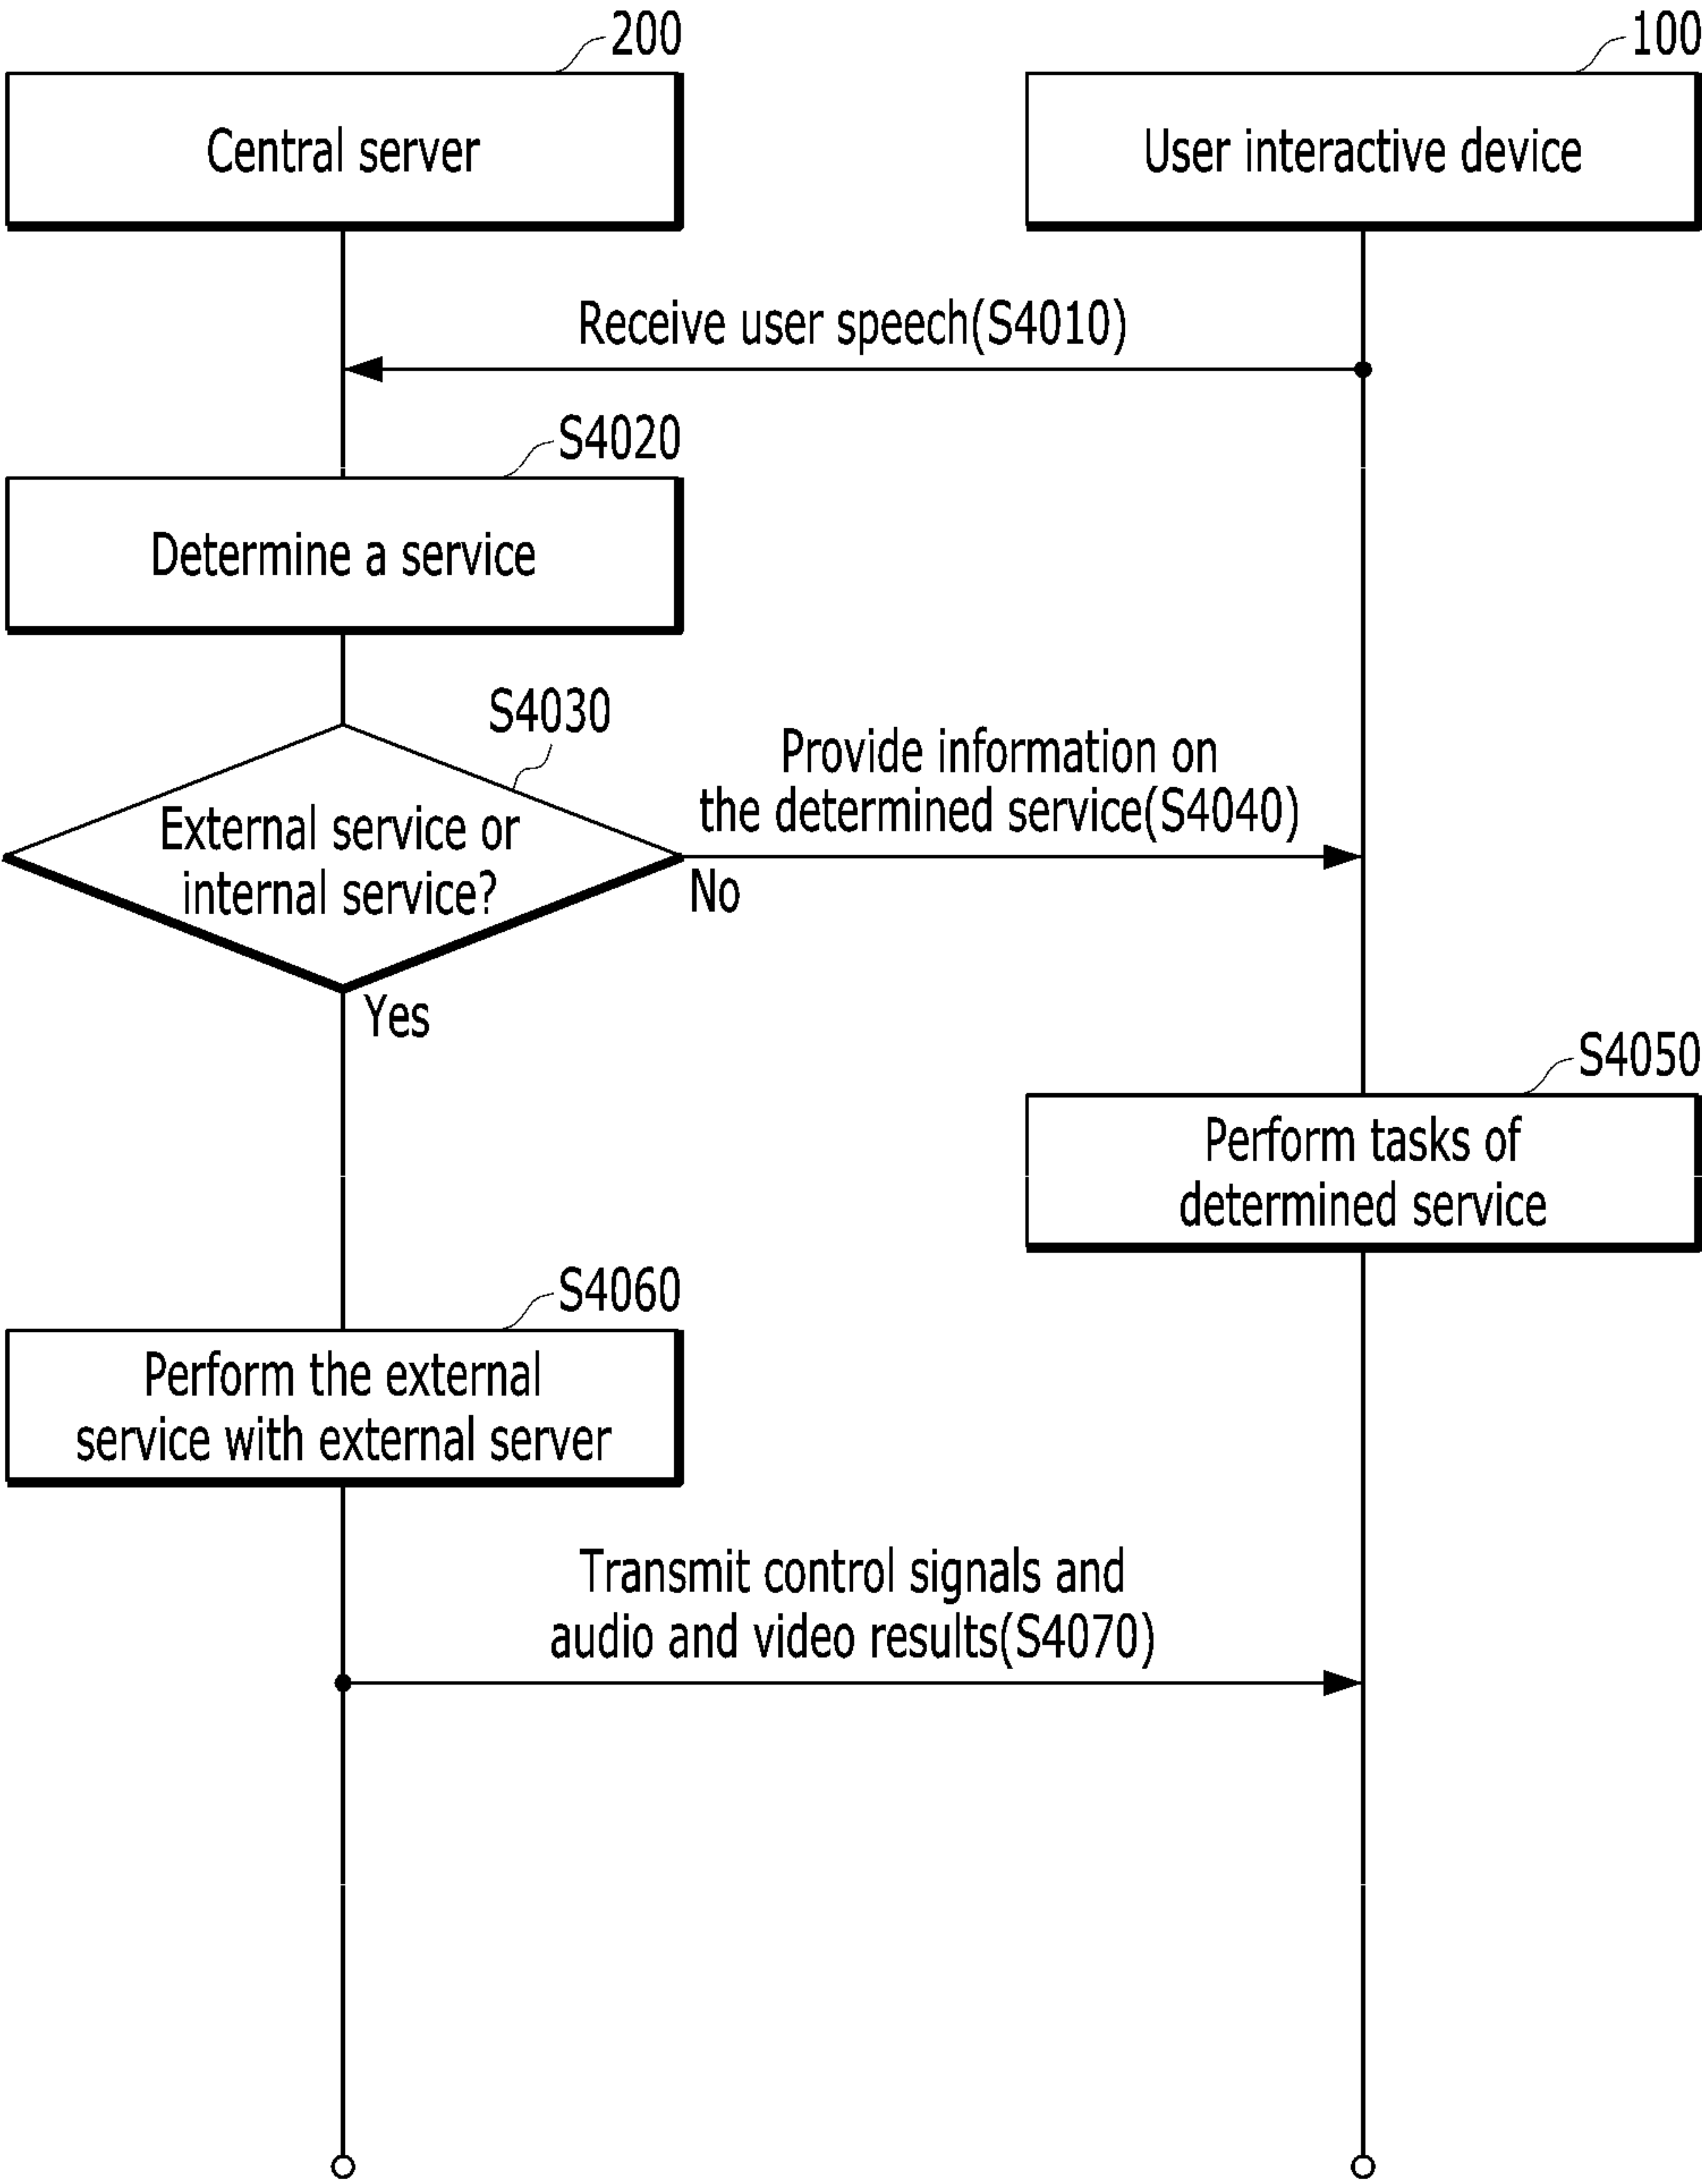 200
100
Central server
User interactive device
Receive user speech(S4010)
S4020
Determine a service
S4030
Provide information on
the determined service(S4040)
External service or
internal service?
No
Yes
S4050
Perform tasks of
determined service
S4060
Perform the external
service with external server
Transmit control signals and
audio and video results(S4070)